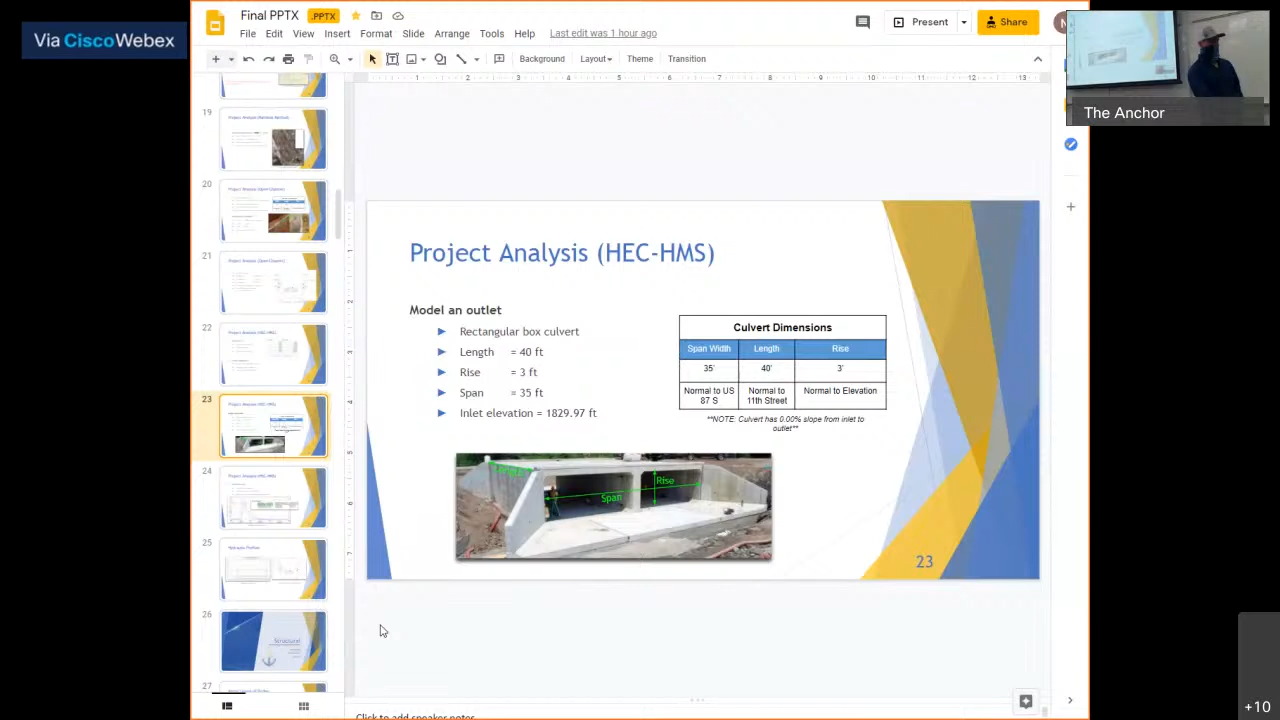 Via Cisco Webex
Final PPTX
.PPTX
File Edit View Insert Format Slide Arrange Tools Help Last edit was 1 hour ago
Present
Share
The Anchor
Background Layout Theme Transition
19
20
21
22
23
24
25
26
27
Structural
Project Analysis (HEC-HMS)
Model an outlet
Rectangular box culvert
Length = 40 ft
Rise = 3 ft
Span = 35 ft
Inlet elevation = 1829.97 ft
Culvert Dimensions
Span Width Length Rise
35' 40' 3'
Normal to US 87 S
Normal to 11th Street
Normal to Elevation
Culvert has 0.00% slope from inlet to
outlet**
Span
Rise
23
Click to add speaker notes
+10